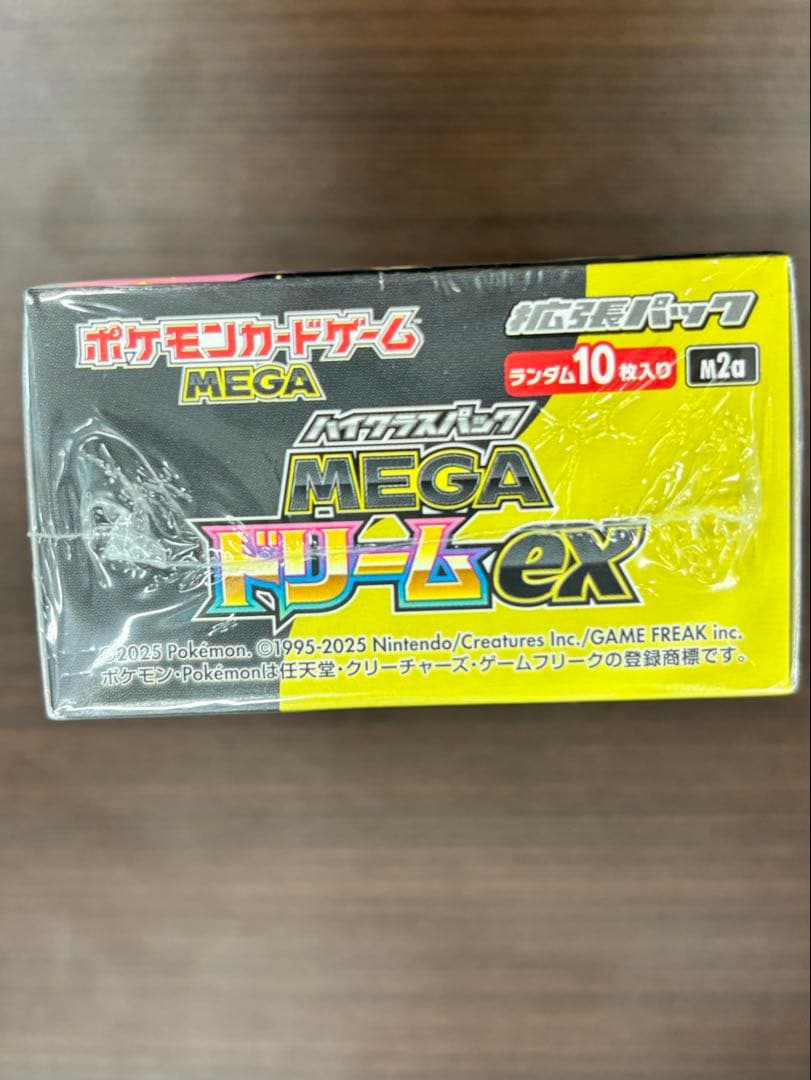 ポケモンカードゲーム
MEGA
拡張パック
ランダム10枚入り
M2a
ハイクラスパック
MEGA
ドリームex
©2025 Pokémon. ©1995-2025 Nintendo/Creatures Inc./GAME FREAK inc.
ポケモン・Pokémonは任天堂・クリーチャーズ・ゲームフリークの登録商標です。